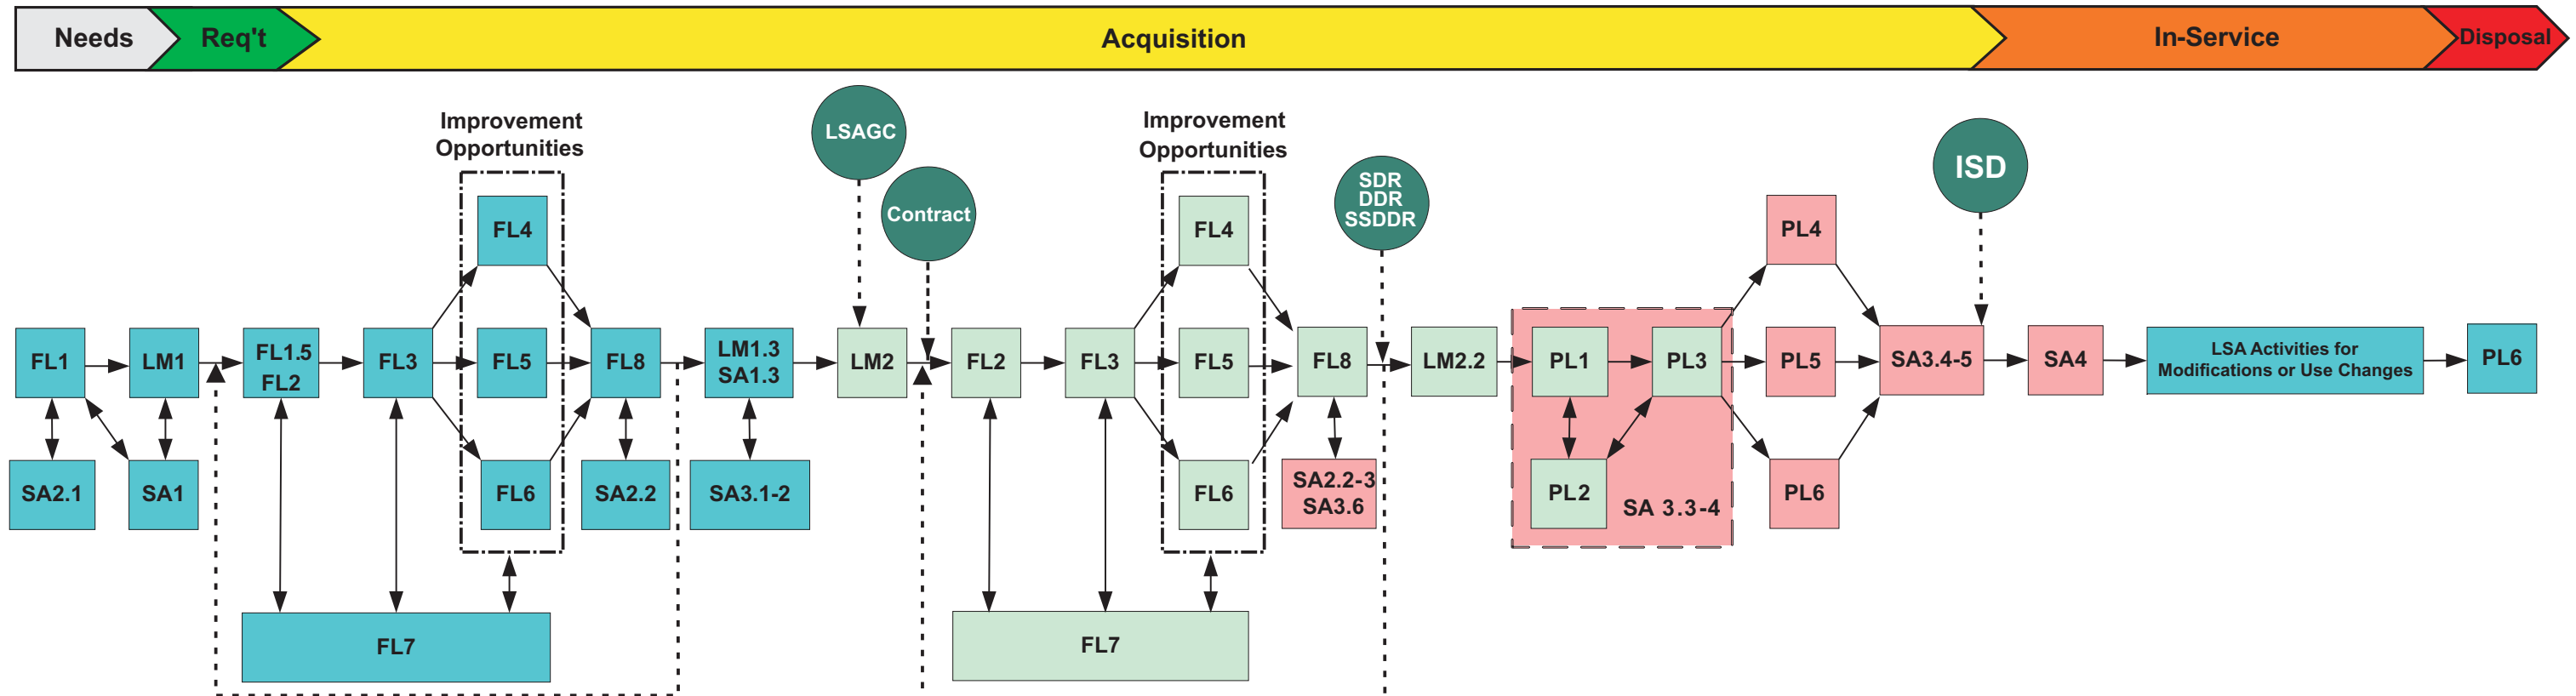 Needs
Req't
Acquisition
In-Service
Disposal
Improvement
Opportunities
LSAGC
Contract
Improvement
Opportunities
SDR
DDR
SSDDR
ISD
FL4
FL4
PL4
FL1
LM1
FL1.5
FL2
FL3
FL5
FL8
LM1.3
SA1.3
LM2
FL2
FL3
FL5
FL8
LM2.2
PL1
PL3
PL5
SA3.4-5
SA4
LSA Activities for
Modifications or Use Changes
PL6
SA2.1
SA1
FL6
SA2.2
SA3.1-2
FL6
SA2.2-3
SA3.6
PL2
SA 3.3-4
PL6
FL7
FL7